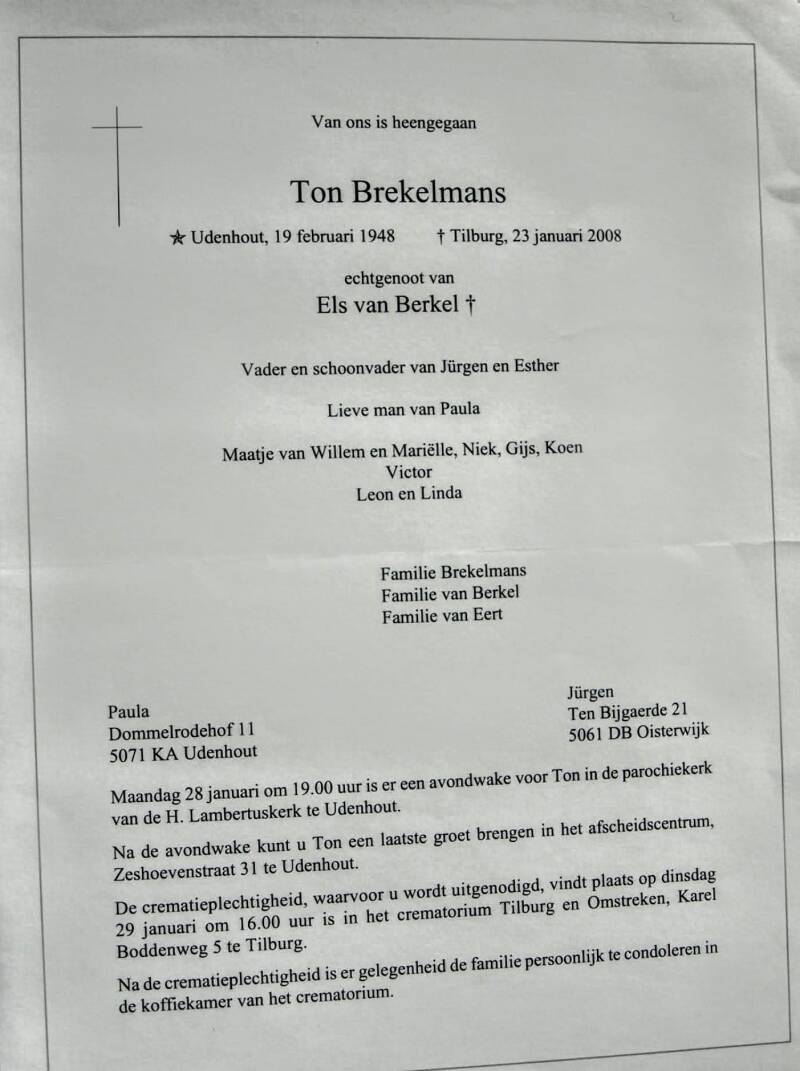 Van ons is heengegaan
Ton Brekelmans
★ Udenhout, 19 februari 1948 † Tilburg, 23 januari 2008
echtgenoot van
Els van Berkel †
Vader en schoonvader van Jürgen en Esther
Lieve man van Paula
Maatje van Willem en Mariëlle, Niek, Gijs, Koen
Victor
Leon en Linda
Familie Brekelmans
Familie van Berkel
Familie van Eert
Paula
Dommelrodehof 11
5071 KA Udenhout
Jürgen
Ten Bijgaerde 21
5061 DB Oisterwijk
Maandag 28 januari om 19.00 uur is er een avondwake voor Ton in de parochiekerk
van de H. Lambertuskerk te Udenhout.
Na de avondwake kunt u Ton een laatste groet brengen in het afscheidscentrum,
Zeshoevenstraat 31 te Udenhout.
De crematieplechtigheid, waarvoor u wordt uitgenodigd, vindt plaats op dinsdag
29 januari om 16.00 uur is in het crematorium Tilburg en Omstreken, Karel
Boddenweg 5 te Tilburg.
Na de crematieplechtigheid is er gelegenheid de familie persoonlijk te condoleren in
de koffiekamer van het crematorium.